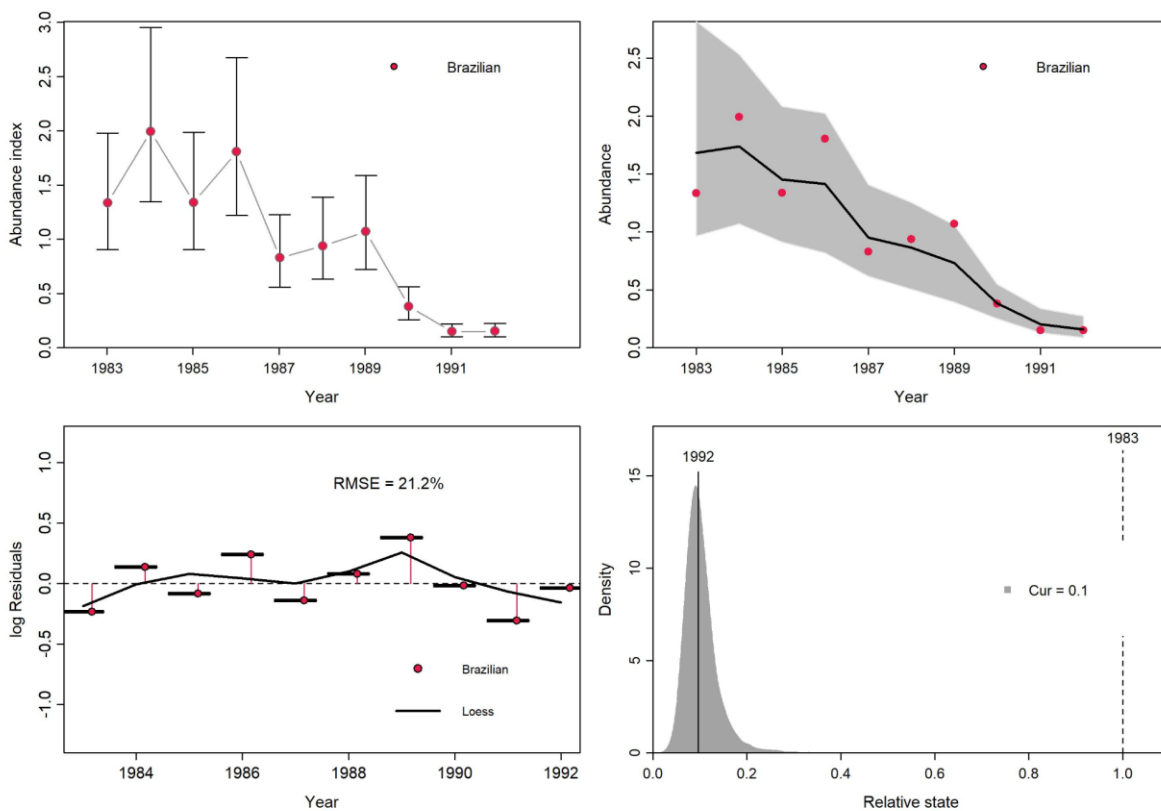 Abundance index
0.0 0.5 1.0 1.5 2.0 2.5 3.0
Brazilian
1983 1985 1987 1989 1991
Year
Abundance
0.0 0.5 1.0 1.5 2.0 2.5
Brazilian
1983 1985 1987 1989 1991
Year
log Residuals
-1.0 -0.5 0.0 0.5 1.0
RMSE = 21.2%
Brazilian
Loess
1984 1986 1988 1990 1992
Year
Density
0 5 10 15
1983
1992
Cur = 0.1
0.0 0.2 0.4 0.6 0.8 1.0
Relative state